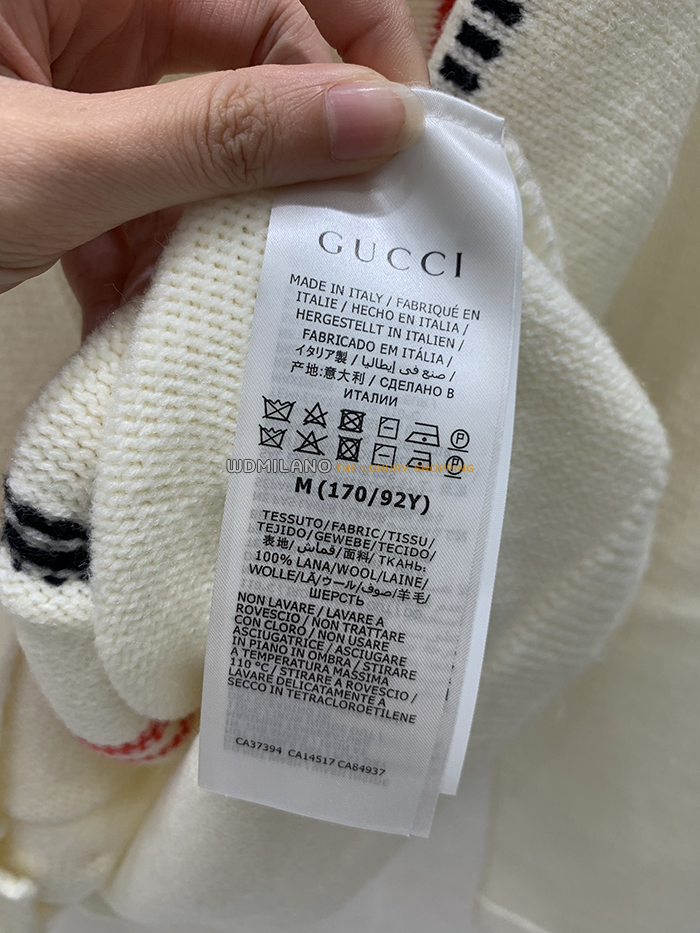 GUCCI
MADE IN ITALY / FABRIQUÉ EN
ITALIE / HECHO EN ITALIA /
HERGESTELLT IN ITALIEN /
FABRICADO EM ITÁLIA /
イタリア製 / صنع في إيطاليا /
产地:意大利 / СДЕЛАНО В
ИТАЛИИ
WDMILANO THE LUXURY SHOPPING
M (170/92Y)
TESSUTO/FABRIC/TISSU/
TEJIDO/GEWEBE/TECIDO/
表地/قماش/面料/ТКАНЬ:
100% LANA/WOOL/LAINE/
WOLLE/LÃ/ウール/صوف/羊毛/
ШЕРСТЬ
NON LAVARE / LAVARE A
ROVESCIO / NON TRATTARE
CON CLORO / NON USARE
ASCIUGATRICE / ASCIUGARE
IN PIANO IN OMBRA / STIRARE
A TEMPERATURA MASSIMA
110 °C / STIRARE A ROVESCIO /
LAVARE DELICATAMENTE A
SECCO IN TETRACLOROETILENE
CA37394 CA14517 CA84937